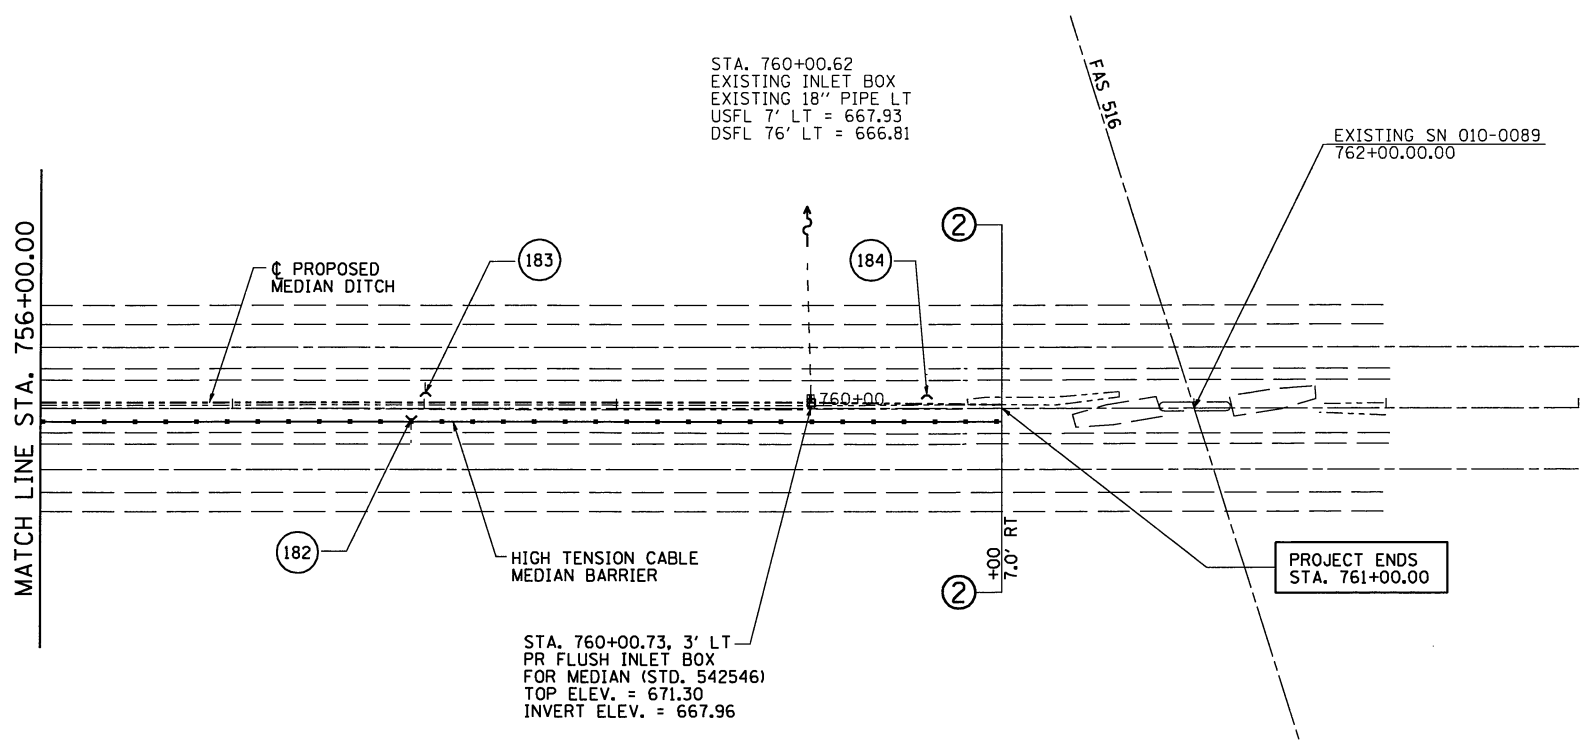 STA. 760+00.62
EXISTING INLET BOX
EXISTING 18" PIPE LT
USFL 7' LT = 667.93
DSFL 76' LT = 666.81
FAS 516
EXISTING SN 010-0089
762+00.00.00
MATCH LINE STA. 756+00.00
℄ PROPOSED
MEDIAN DITCH
183
184
2
760+00
182
HIGH TENSION CABLE
MEDIAN BARRIER
2
+00
7.0' RT
PROJECT ENDS
STA. 761+00.00
STA. 760+00.73, 3' LT
PR FLUSH INLET BOX
FOR MEDIAN (STD. 542546)
TOP ELEV. = 671.30
INVERT ELEV. = 667.96